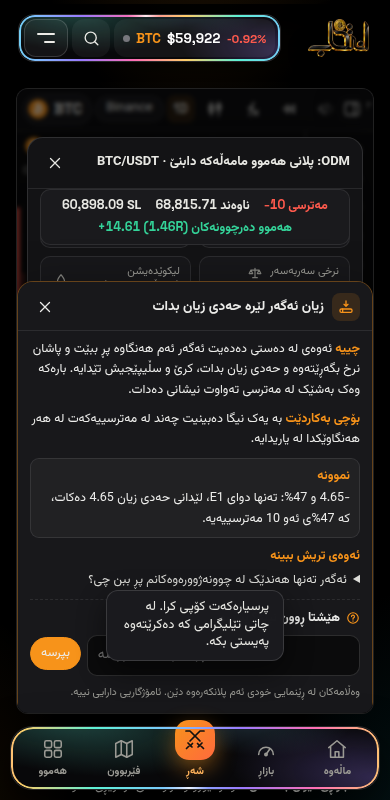 BTC $59,922 -0.92%
BTC
ODM: پلانی هەموو مامەڵەکە دابنێ · BTC/USDT
مەترسی 10- ناوەند 68,815.71 SL 60,898.09
هەموو دەرچوونەکان (1.46R) 14.61+
نرخی سەربەسەر
لیکویدەیشن
زیان ئەگەر لێرە حەدی زیان بدات
چییە ئەوەی لە دەستی دەدەیت ئەگەر ئەم هەنگاوە پڕ ببێت و پاشان
نرخ بگەڕێتەوە و حەدی زیان بدات، کرێ و سڵیپێجیش تێدایە. بارەکە
وەک بەشێک لە مەترسی تەواوت نیشانی دەدات.
بۆچی بەکاردێت بە یەک نیگا دەبینیت چەند لە مەترسییەکەت لە هەر
هەنگاوێکدا لە یاریدایە.
نموونە
-4.65 و 47%: تەنها دوای E1، لێدانی حەدی زیان 4.65 دەکات،
کە 47%ی ئەو 10 مەترسییەیە.
ئەوەی تریش ببینە
ئەگەر تەنها هەندێک لە چوونەژوورەوەکانم پڕ ببن چی؟
هێشتا
پرسیارەکەت کۆپی کرا. لە
چاتی تێلیگرامی کە دەکرێتەوە
پەیستی بکە.
بپرسە
وەڵامەکان لە ڕێنمایی خودی ئەم پلانکەرەوە دێن. ئامۆژگاریی دارایی نییە.
ماڵەوە
بازاڕ
شەڕ
فێربوون
هەموو